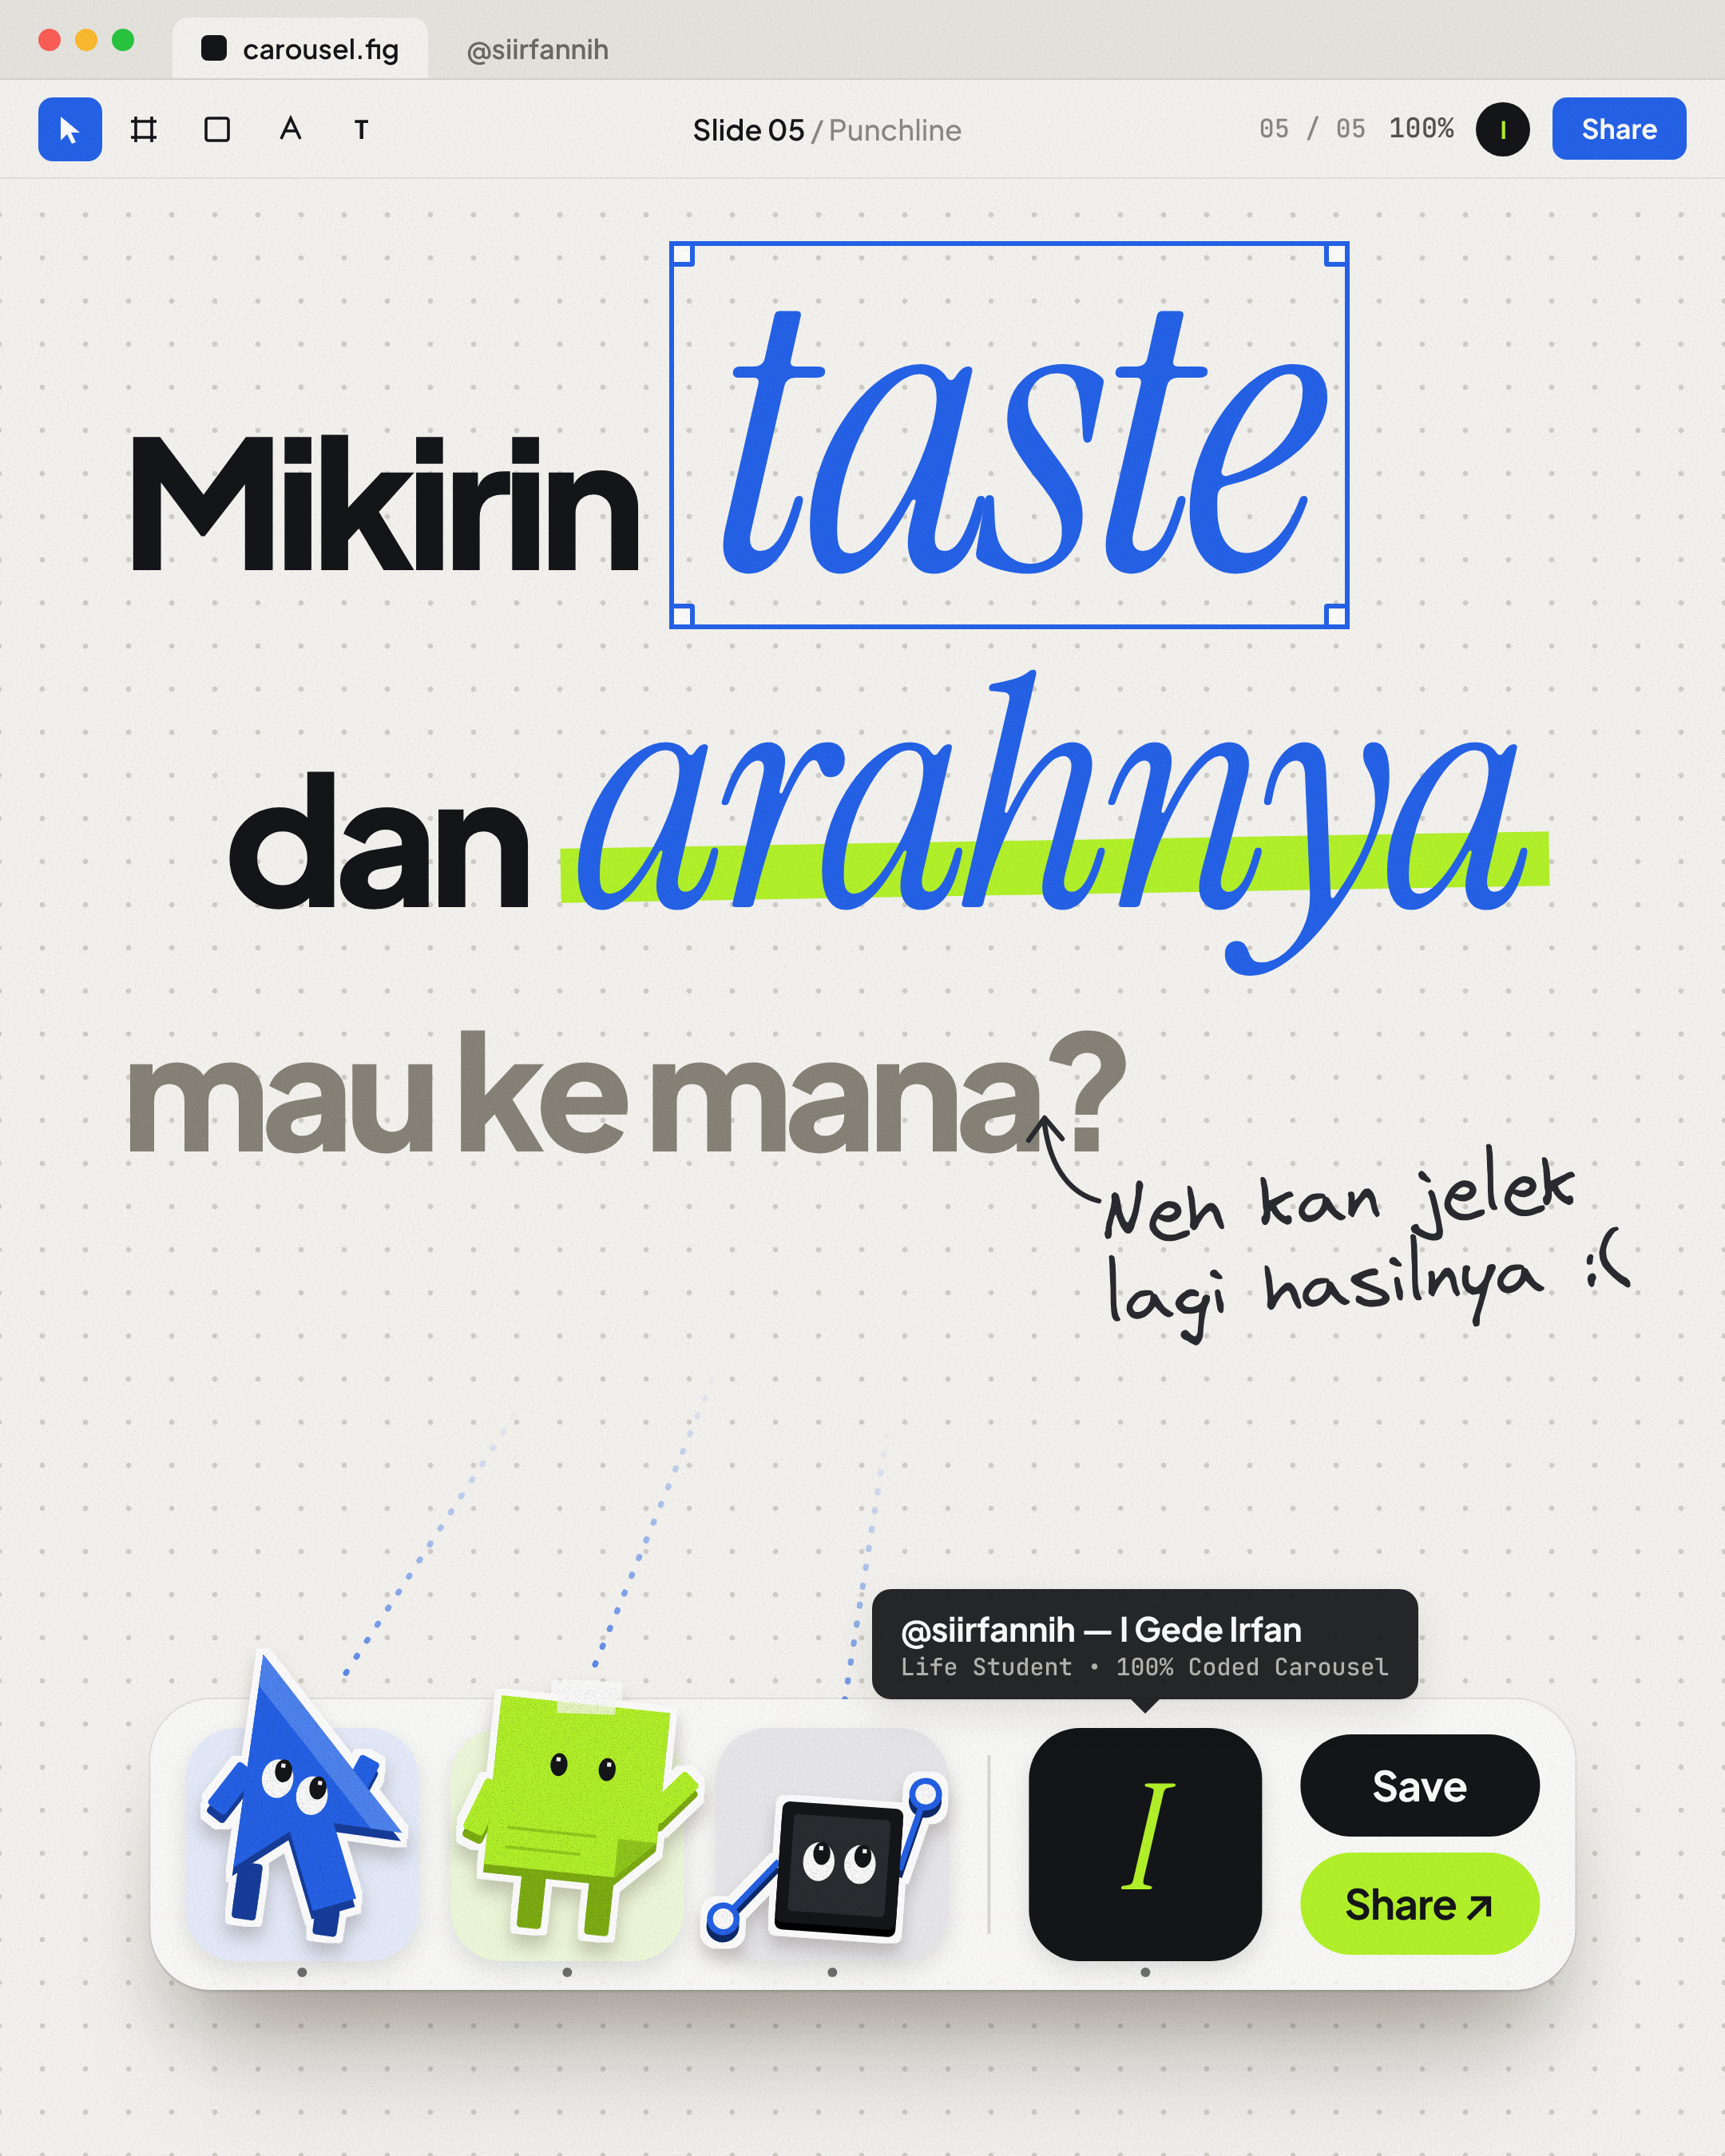 carousel.fig @siirfannih
T Slide 05 / Punchline 05 / 05 100% I Share
Mikirin taste
dan arahnya
mau ke mana?
Neh kan jelek
lagi hasilnya :(
@siirfannih — I Gede Irfan
Life Student • 100% Coded Carousel
I
Save
Share ↗